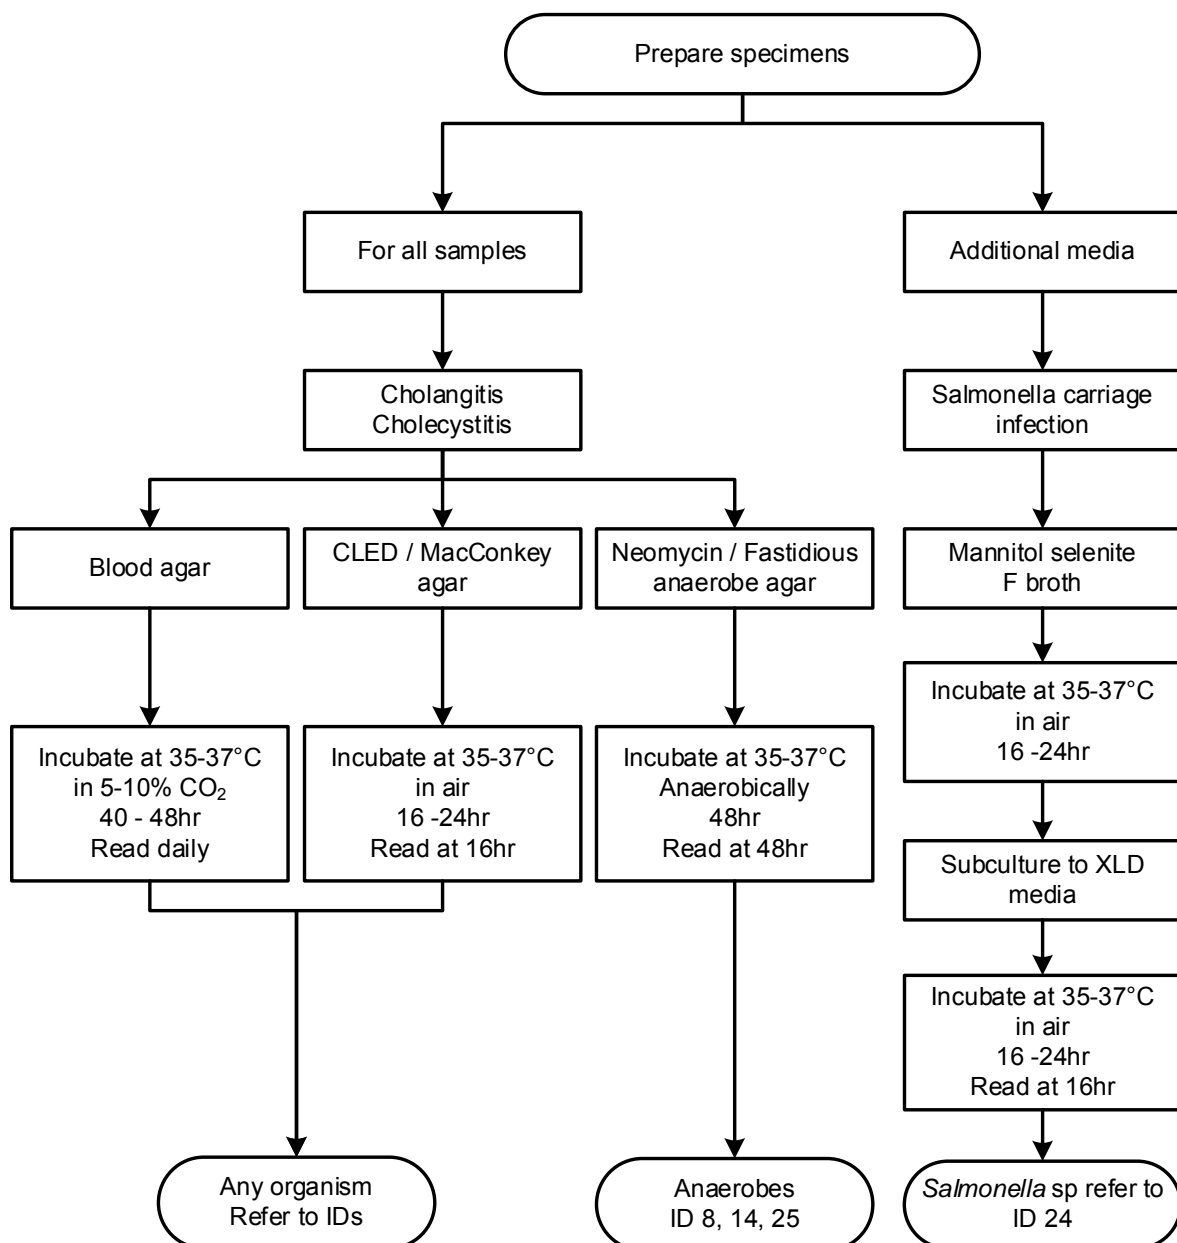 Prepare specimens
For all samples
Additional media
Cholangitis
Cholecystitis
Salmonella carriage
infection
Blood agar
CLED / MacConkey
agar
Neomycin / Fastidious
anaerobe agar
Mannitol selenite
F broth
Incubate at 35-37°C
in 5-10% CO₂
40 - 48hr
Read daily
Incubate at 35-37°C
in air
16 -24hr
Read at 16hr
Incubate at 35-37°C
Anaerobically
48hr
Read at 48hr
Incubate at 35-37°C
in air
16 -24hr
Subculture to XLD
media
Incubate at 35-37°C
in air
16 -24hr
Read at 16hr
Any organism
Refer to IDs
Anaerobes
ID 8, 14, 25
Salmonella sp refer to
ID 24